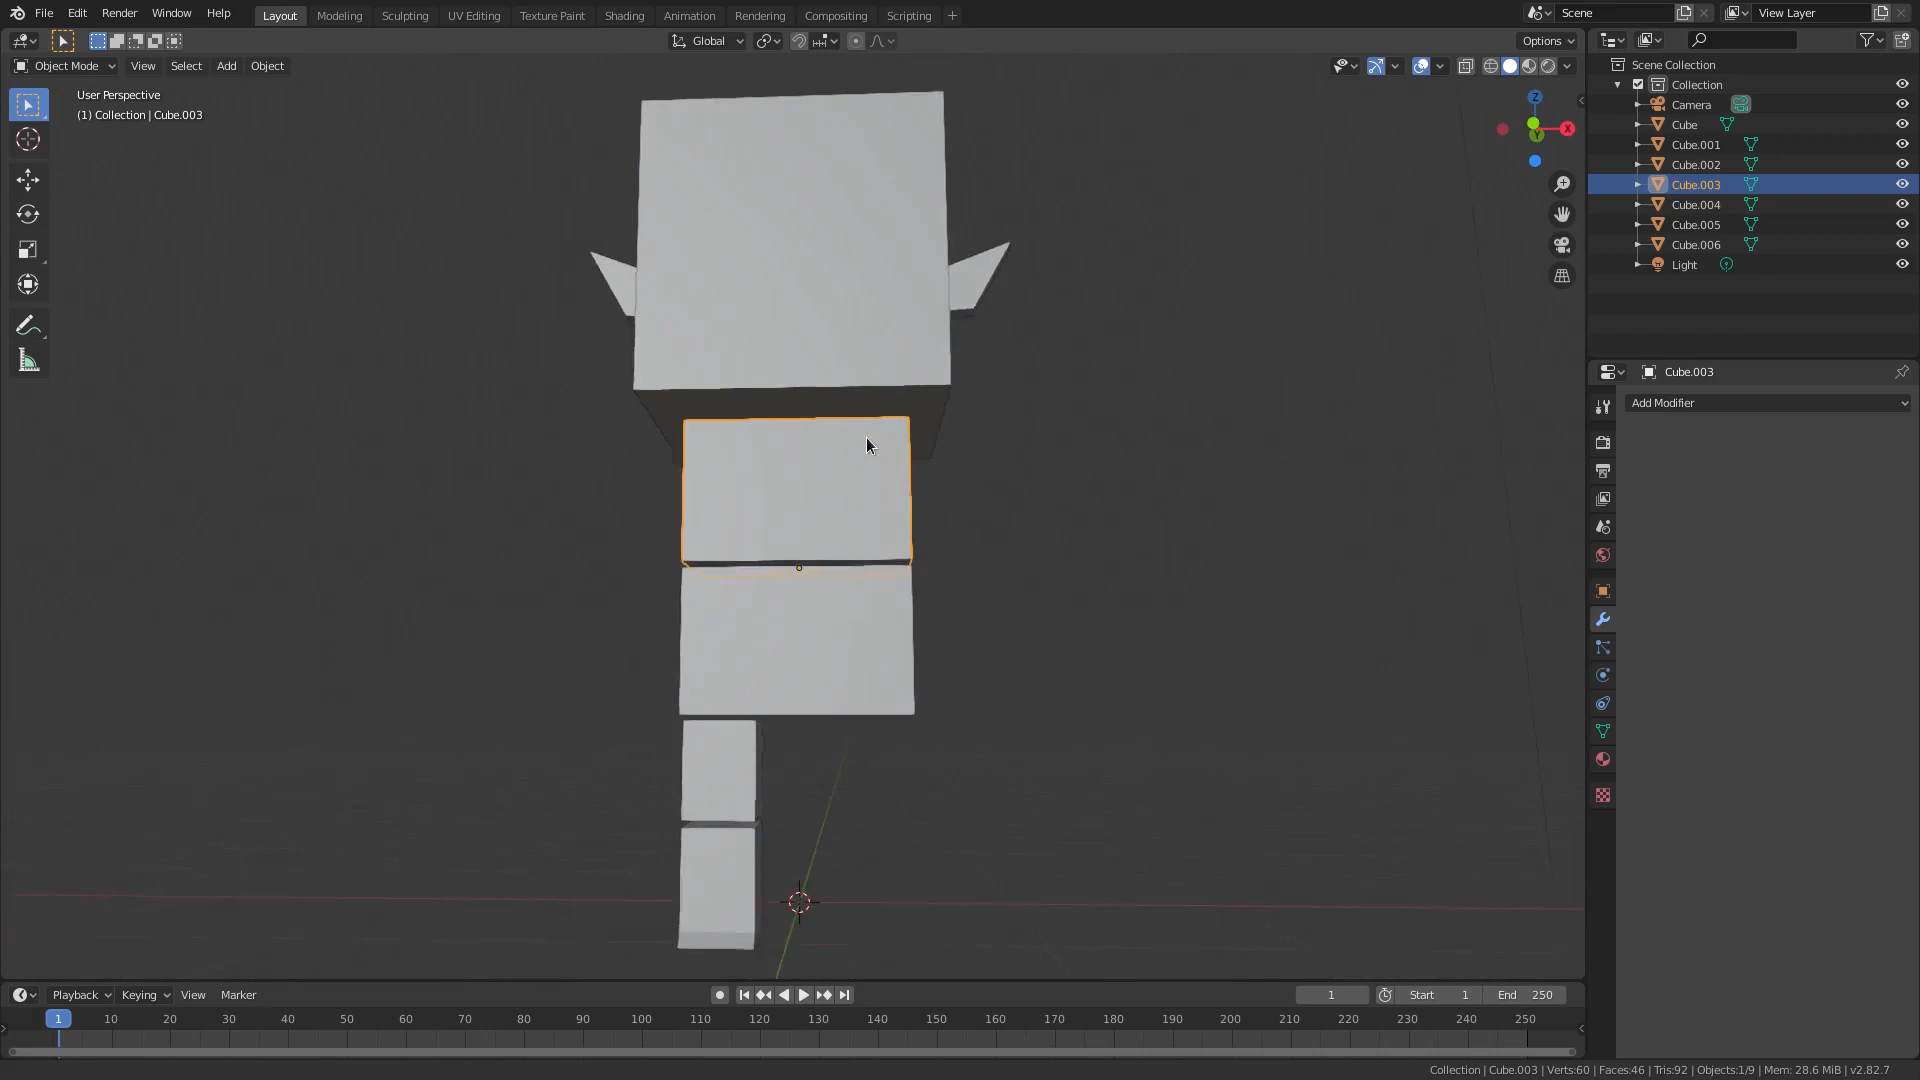 File Edit Render Window Help
Layout Modeling Sculpting UV Editing Texture Paint Shading Animation Rendering Compositing Scripting
Scene View Layer
Global Options
Object Mode View Select Add Object
User Perspective
(1) Collection | Cube.003
Z
X
Y
Scene Collection
Collection
Camera
Cube
Cube.001
Cube.002
Cube.003
Cube.004
Cube.005
Cube.006
Light
Cube.003
Add Modifier
Playback Keying View Marker 1 Start 1 End 250
1 10 20 30 40 50 60 70 80 90 100 110 120 130 140 150 160 170 180 190 200 210 220 230 240 250
Collection | Cube.003 | Verts:60 | Faces:46 | Tris:92 | Objects:1/9 | Mem: 28.6 MiB | v2.82.7